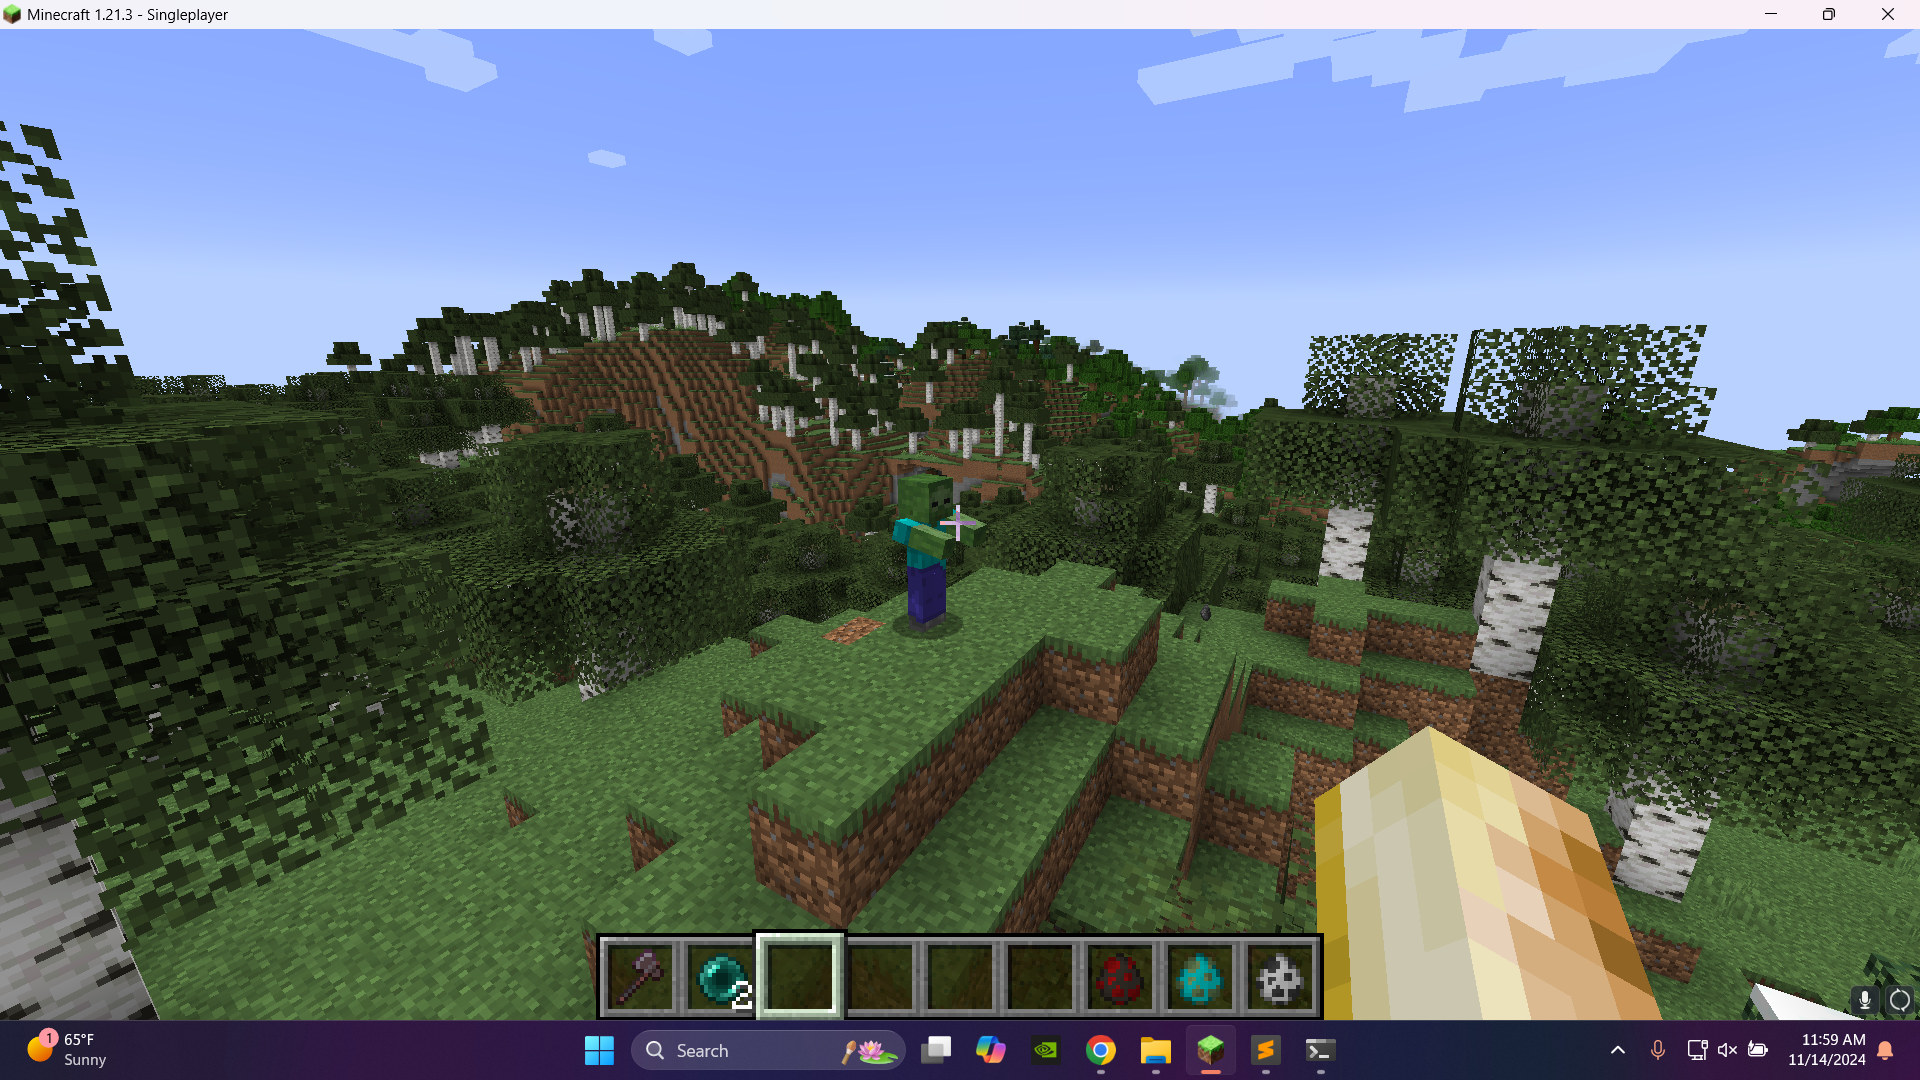 Minecraft 1.21.3 - Singleplayer
2
1
65°F
Sunny
Search
11:59 AM
11/14/2024